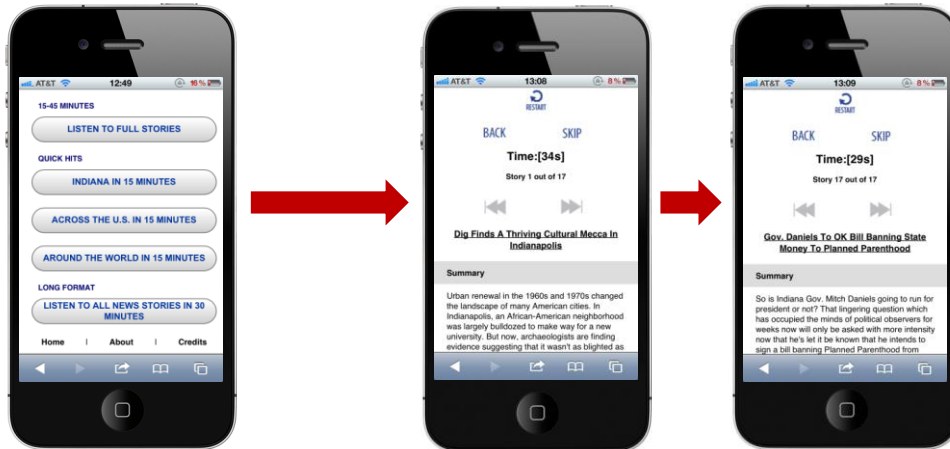 AT&T 12:49 16%
15-45 MINUTES
LISTEN TO FULL STORIES
QUICK HITS
INDIANA IN 15 MINUTES
ACROSS THE U.S. IN 15 MINUTES
AROUND THE WORLD IN 15 MINUTES
LONG FORMAT
LISTEN TO ALL NEWS STORIES IN 30
MINUTES
Home | About | Credits
AT&T 13:08 8%
RESTART
BACK SKIP
Time:[34s]
Story 1 out of 17
Dig Finds A Thriving Cultural Mecca In
Indianapolis
Summary
Urban renewal in the 1960s and 1970s changed
the landscape of many American cities. In
Indianapolis, an African-American neighborhood
was largely bulldozed to make way for a new
university. But now, archaeologists are finding
evidence suggesting that it wasn't as blighted as
AT&T 13:09 8%
RESTART
BACK SKIP
Time:[29s]
Story 17 out of 17
Gov. Daniels To OK Bill Banning State
Money To Planned Parenthood
Summary
So is Indiana Gov. Mitch Daniels going to run for
president or not? That lingering question which
has occupied the minds of political observers for
weeks now will only be asked with more intensity
now that he's let it be known that he intends to
sign a bill banning Planned Parenthood from